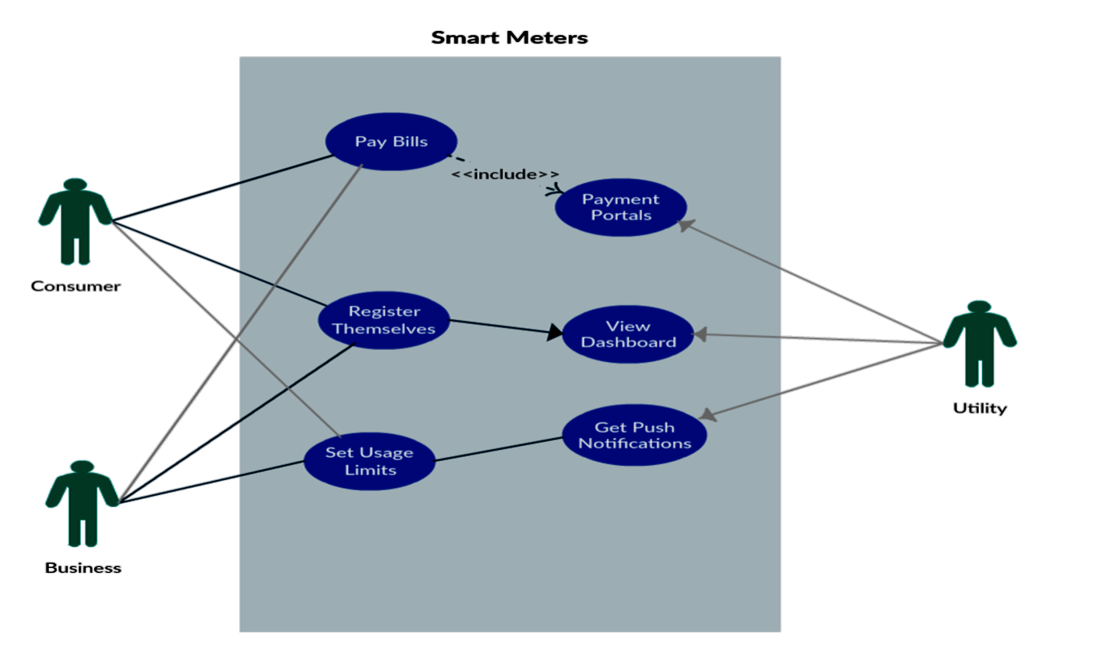 Smart Meters
Pay Bills
<<include>>
Payment
Portals
Consumer
Register
Themselves
View
Dashboard
Utility
Get Push
Notifications
Set Usage
Limits
Business